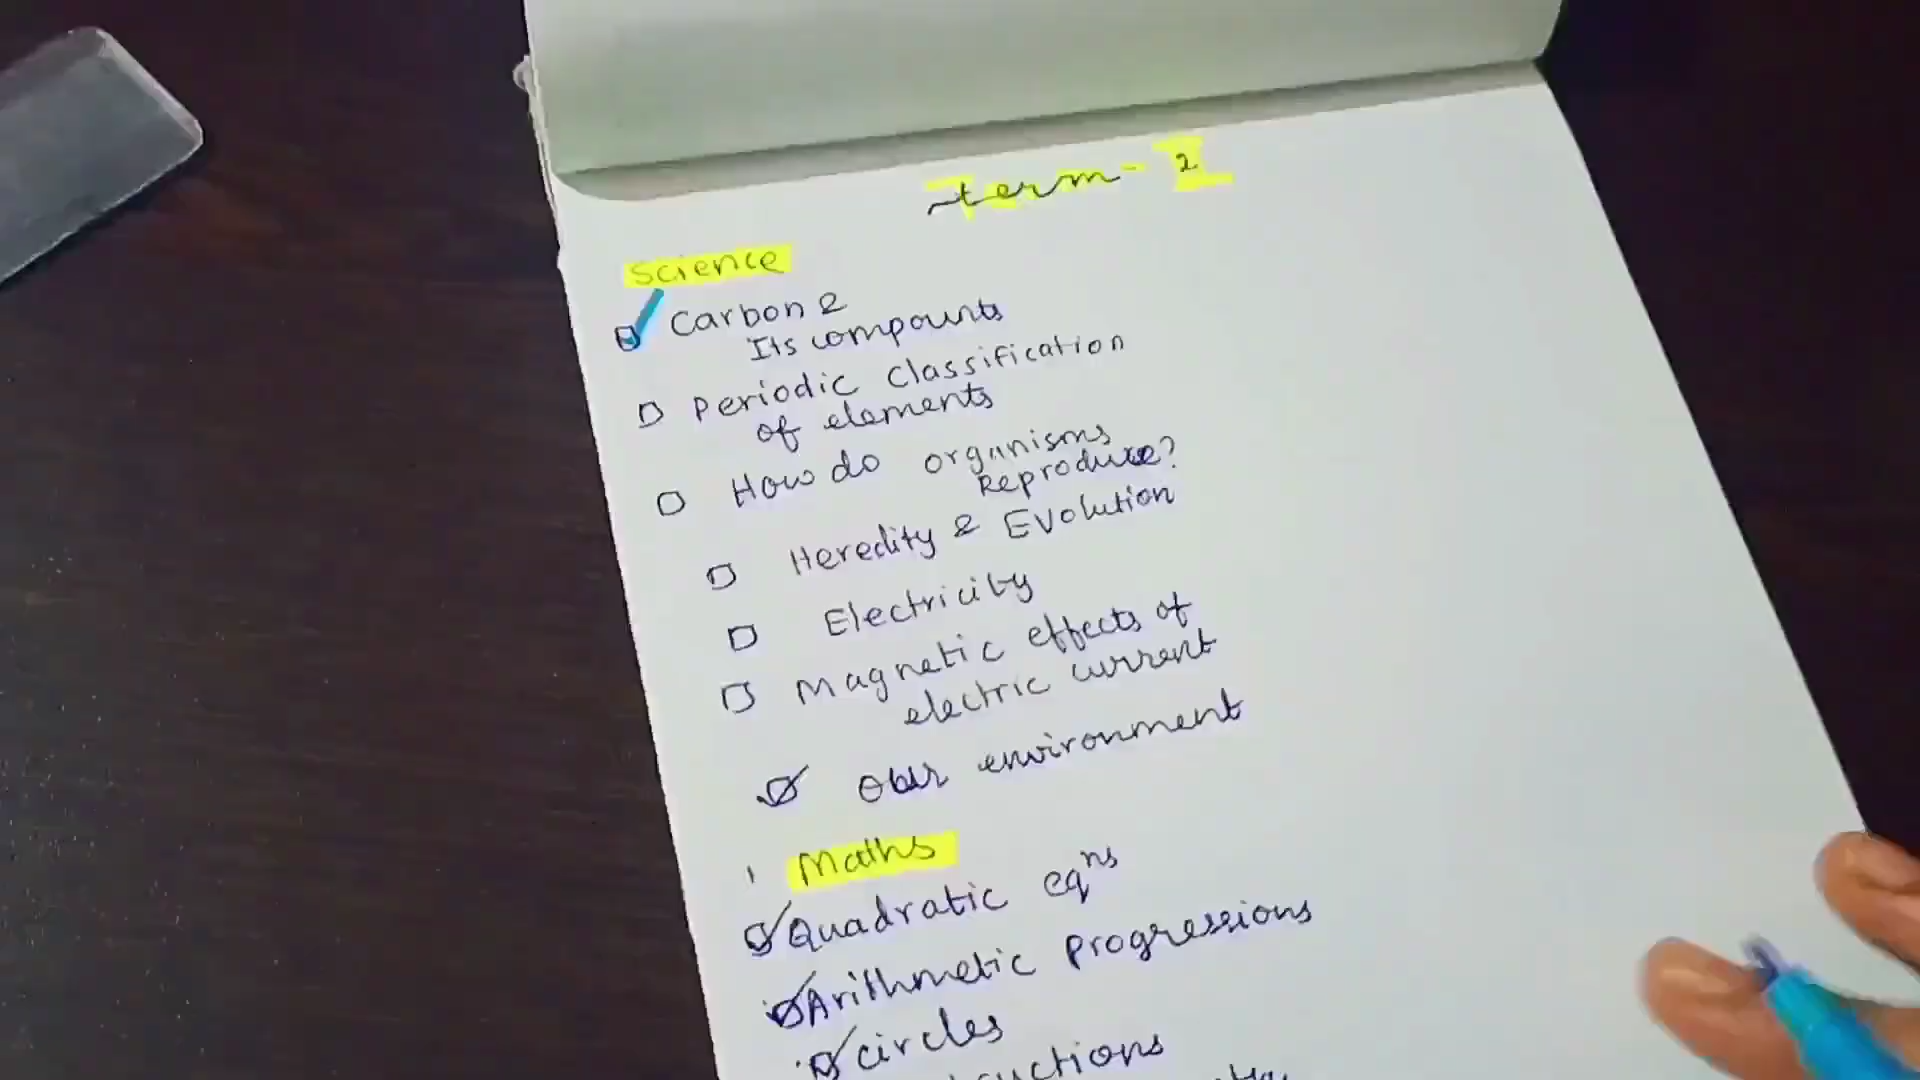 term - 2
Science
Carbon &
Its compounts
Periodic Classification
of elements
How do organisms
Reproduce?
Heredity & Evolution
Electricity
Magnetic effects of
electric current
Our environment
Maths
Quadratic eqns
Arithmetic progressions
circles